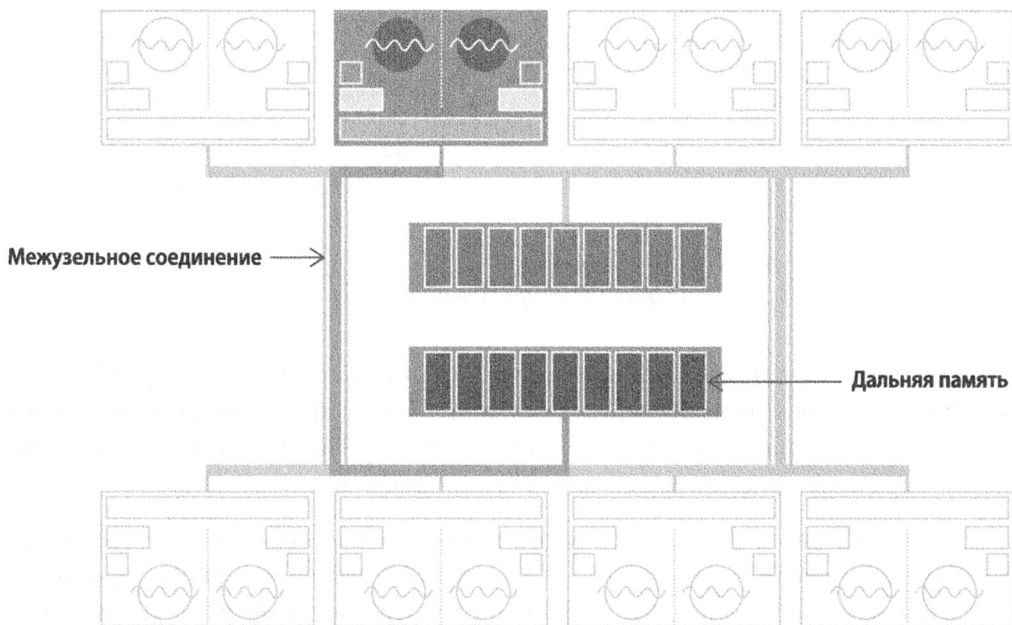 Межузельное соединение
Дальняя память